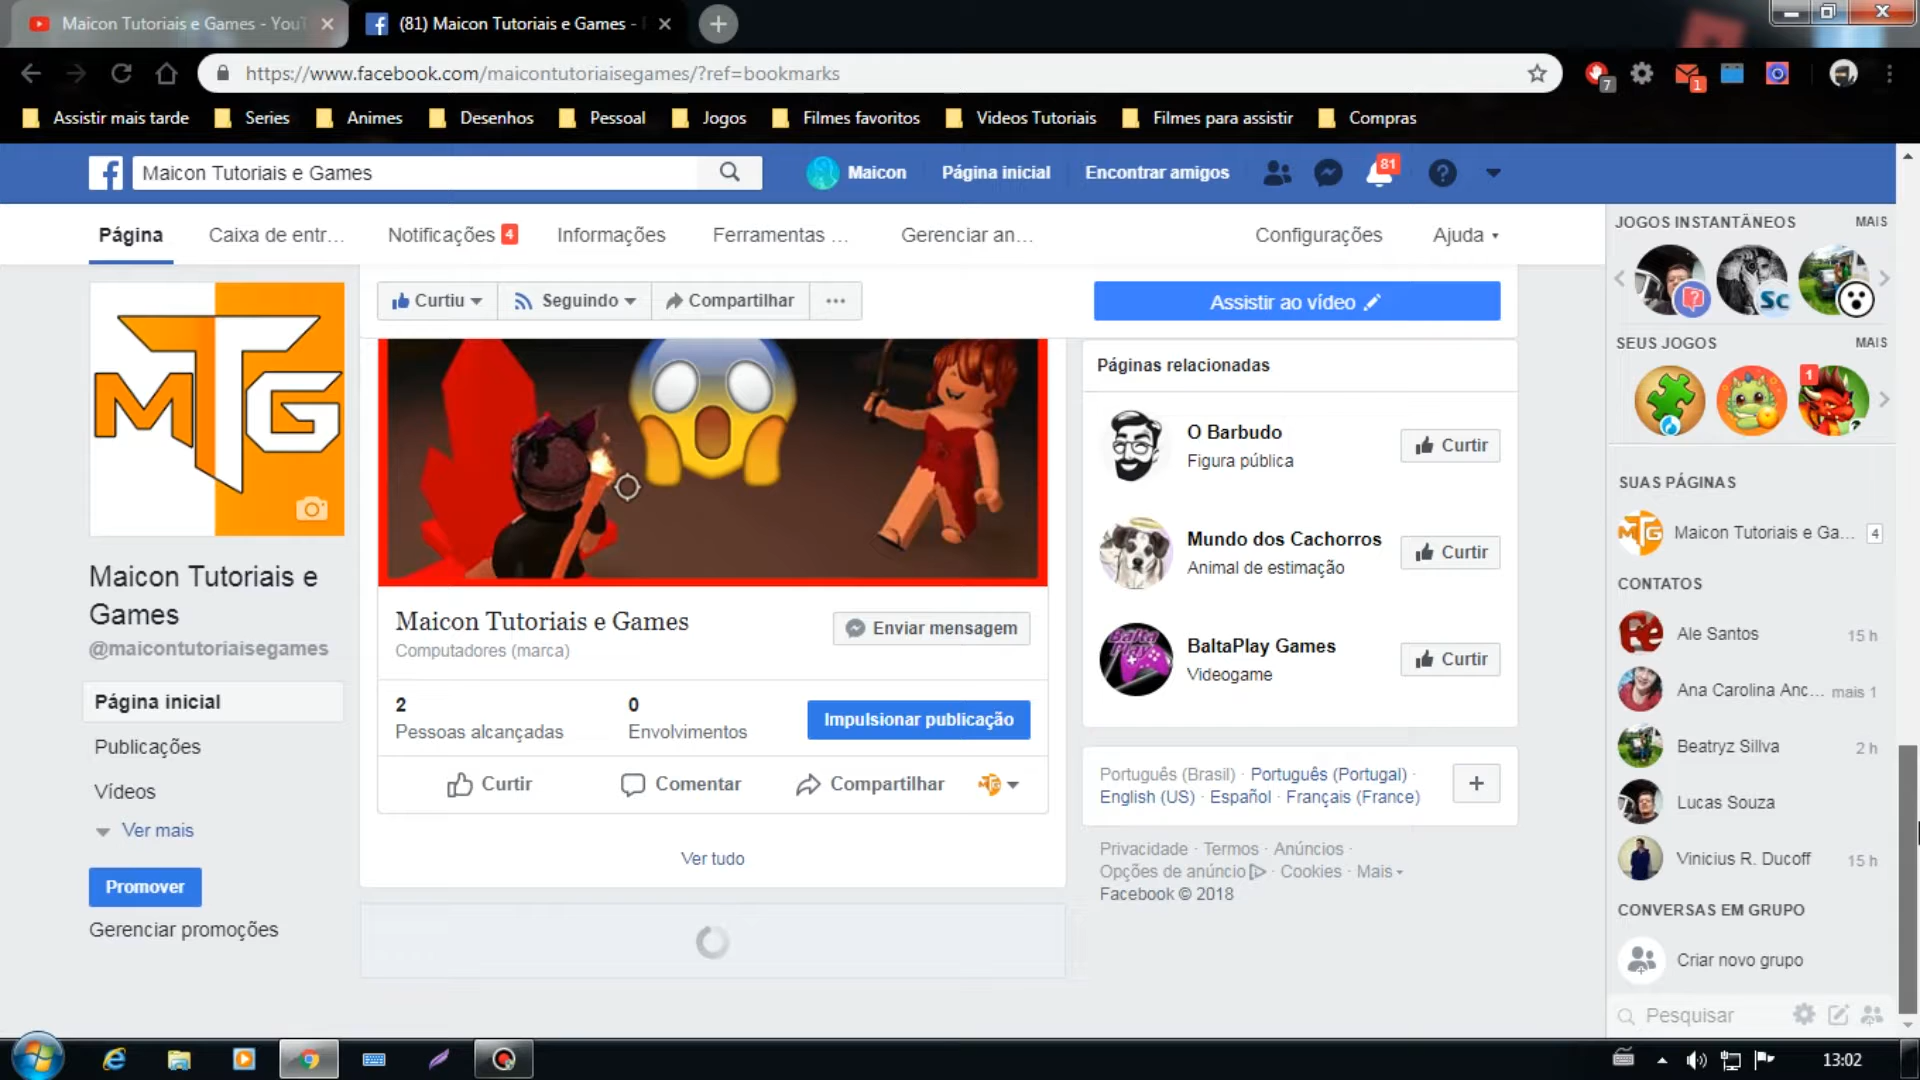 Maicon Tutoriais e Games - YouT
(81) Maicon Tutoriais e Games -
https://www.facebook.com/maicontutoriaisegames/?ref=bookmarks
7
1
Assistir mais tarde
Series
Animes
Desenhos
Pessoal
Jogos
Filmes favoritos
Videos Tutoriais
Filmes para assistir
Compras
Maicon Tutoriais e Games
Maicon
Página inicial
Encontrar amigos
81
Página
Caixa de entr...
Notificações 4
Informações
Ferramentas ...
Gerenciar an...
Configurações
Ajuda
MTG
Maicon Tutoriais e
Games
@maicontutoriaisegames
Página inicial
Publicações
Vídeos
Ver mais
Promover
Gerenciar promoções
Curtiu
Seguindo
Compartilhar
Assistir ao vídeo
Maicon Tutoriais e Games
Computadores (marca)
Enviar mensagem
2
Pessoas alcançadas
0
Envolvimentos
Impulsionar publicação
Curtir
Comentar
Compartilhar
Ver tudo
Páginas relacionadas
O Barbudo
Figura pública
Curtir
Mundo dos Cachorros
Animal de estimação
Curtir
Balta
Play
BaltaPlay Games
Videogame
Curtir
Português (Brasil) · Português (Portugal) ·
English (US) · Español · Français (France)
Privacidade · Termos · Anúncios ·
Opções de anúncio · Cookies · Mais
Facebook © 2018
JOGOS INSTANTÂNEOS MAIS
Sc
SEUS JOGOS MAIS
1
SUAS PÁGINAS
Maicon Tutoriais e Ga... 4
CONTATOS
Ale Santos 15 h
Ana Carolina Anc... mais 1
Beatryz Sillva 2 h
Lucas Souza
Vinicius R. Ducoff 15 h
CONVERSAS EM GRUPO
Criar novo grupo
Pesquisar
13:02